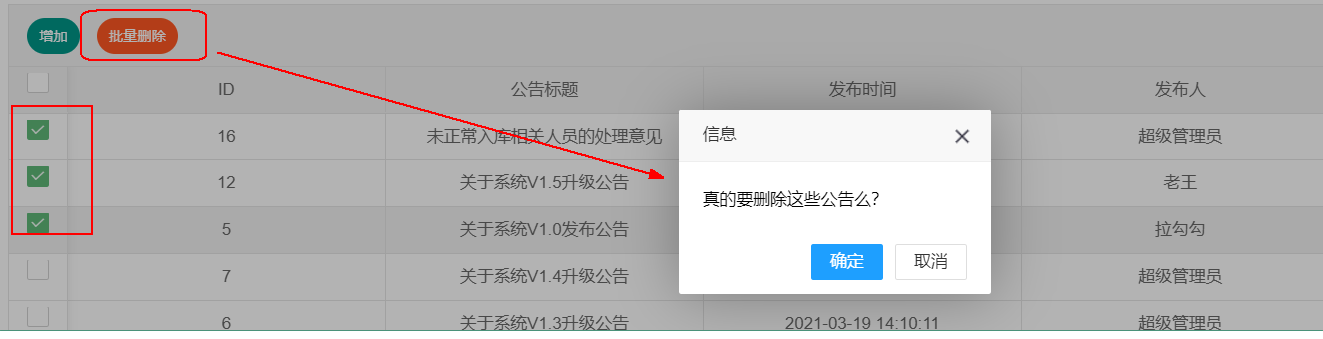 增加 批量删除
ID 公告标题 发布时间 发布人
16 未正常入库相关人员的处理意见 超级管理员
12 关于系统V1.5升级公告 老王
5 关于系统V1.0发布公告 拉勾勾
7 关于系统V1.4升级公告 超级管理员
6 关于系统V1.3升级公告 2021-03-19 14:10:11 超级管理员
信息
真的要删除这些公告么?
确定 取消